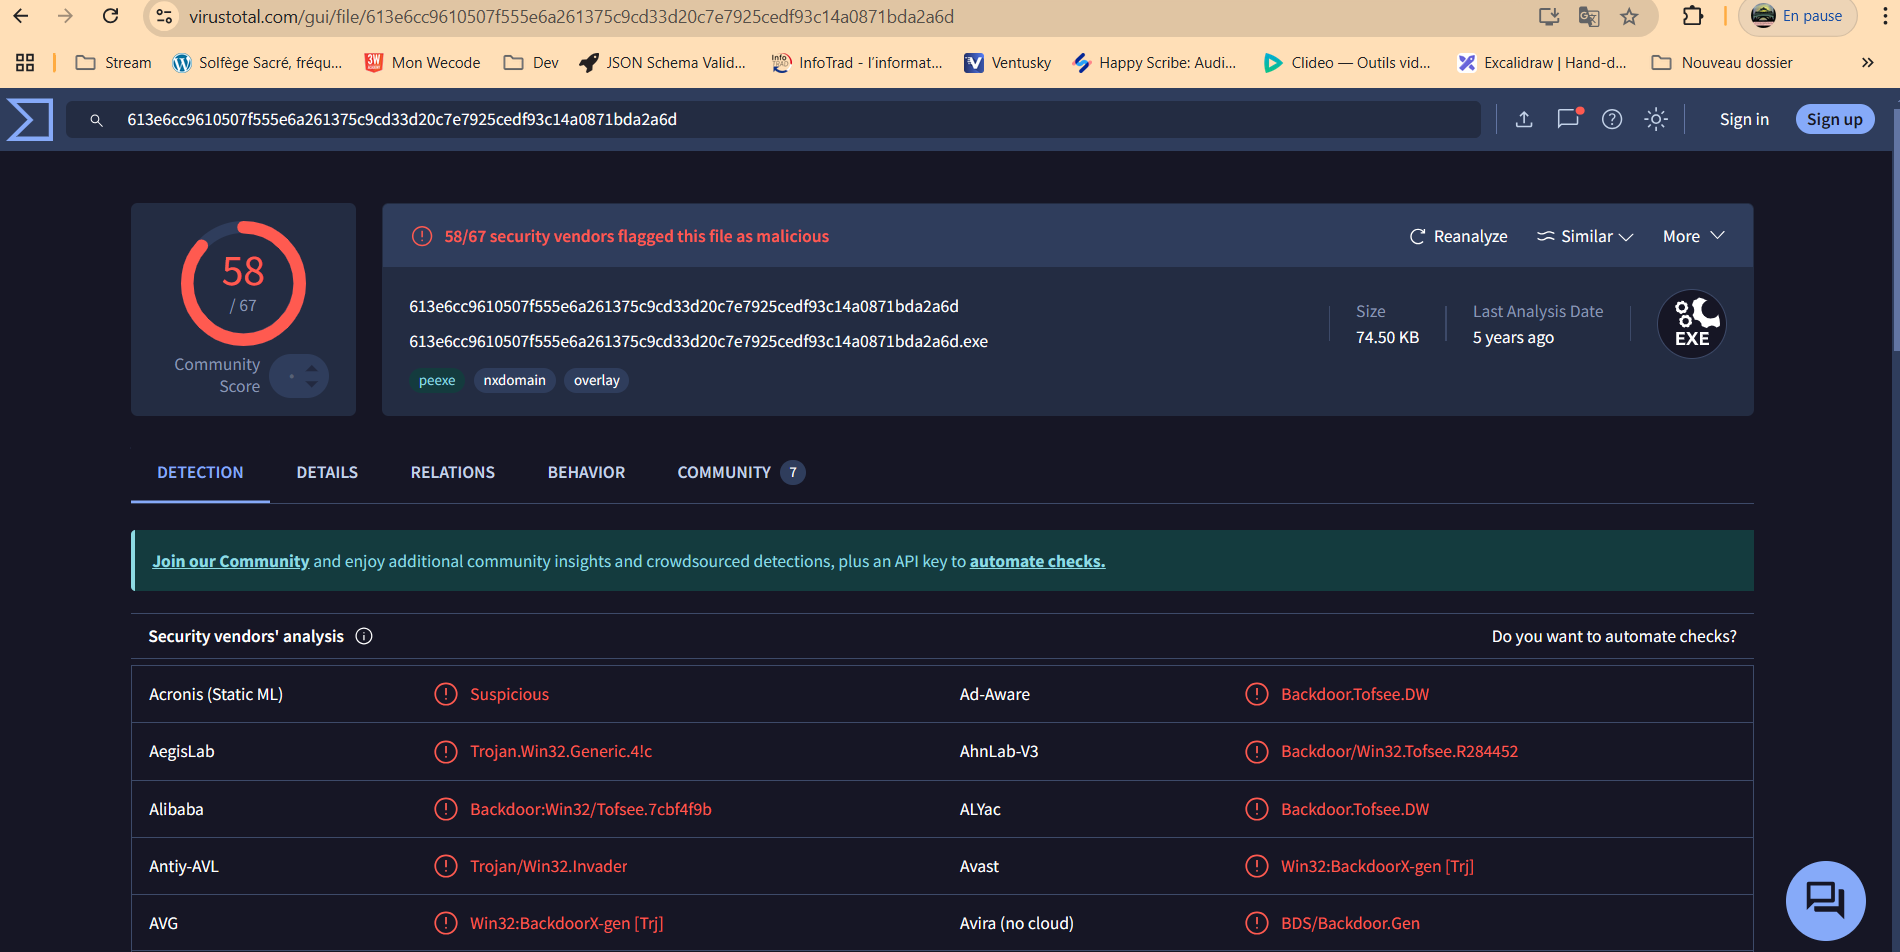 virustotal.com/gui/file/613e6cc9610507f555e6a261375c9cd33d20c7e7925cedf93c14a0871bda2a6d
En pause
Stream
Solfège Sacré, fréqu...
3W
Mon Wecode
Dev
JSON Schema Valid...
InfoTrad - l'informat...
Ventusky
Happy Scribe: Audi...
Clideo — Outils vid...
Excalidraw | Hand-d...
Nouveau dossier
613e6cc9610507f555e6a261375c9cd33d20c7e7925cedf93c14a0871bda2a6d
Sign in
Sign up
58
/ 67
Community
Score
58/67 security vendors flagged this file as malicious
Reanalyze
Similar
More
613e6cc9610507f555e6a261375c9cd33d20c7e7925cedf93c14a0871bda2a6d
613e6cc9610507f555e6a261375c9cd33d20c7e7925cedf93c14a0871bda2a6d.exe
peexe
nxdomain
overlay
Size
74.50 KB
Last Analysis Date
5 years ago
EXE
DETECTION
DETAILS
RELATIONS
BEHAVIOR
COMMUNITY 7
Join our Community and enjoy additional community insights and crowdsourced detections, plus an API key to automate checks.
Security vendors' analysis
Do you want to automate checks?
Acronis (Static ML)
Suspicious
Ad-Aware
Backdoor.Tofsee.DW
AegisLab
Trojan.Win32.Generic.4!c
AhnLab-V3
Backdoor/Win32.Tofsee.R284452
Alibaba
Backdoor:Win32/Tofsee.7cbf4f9b
ALYac
Backdoor.Tofsee.DW
Antiy-AVL
Trojan/Win32.Invader
Avast
Win32:BackdoorX-gen [Trj]
AVG
Win32:BackdoorX-gen [Trj]
Avira (no cloud)
BDS/Backdoor.Gen